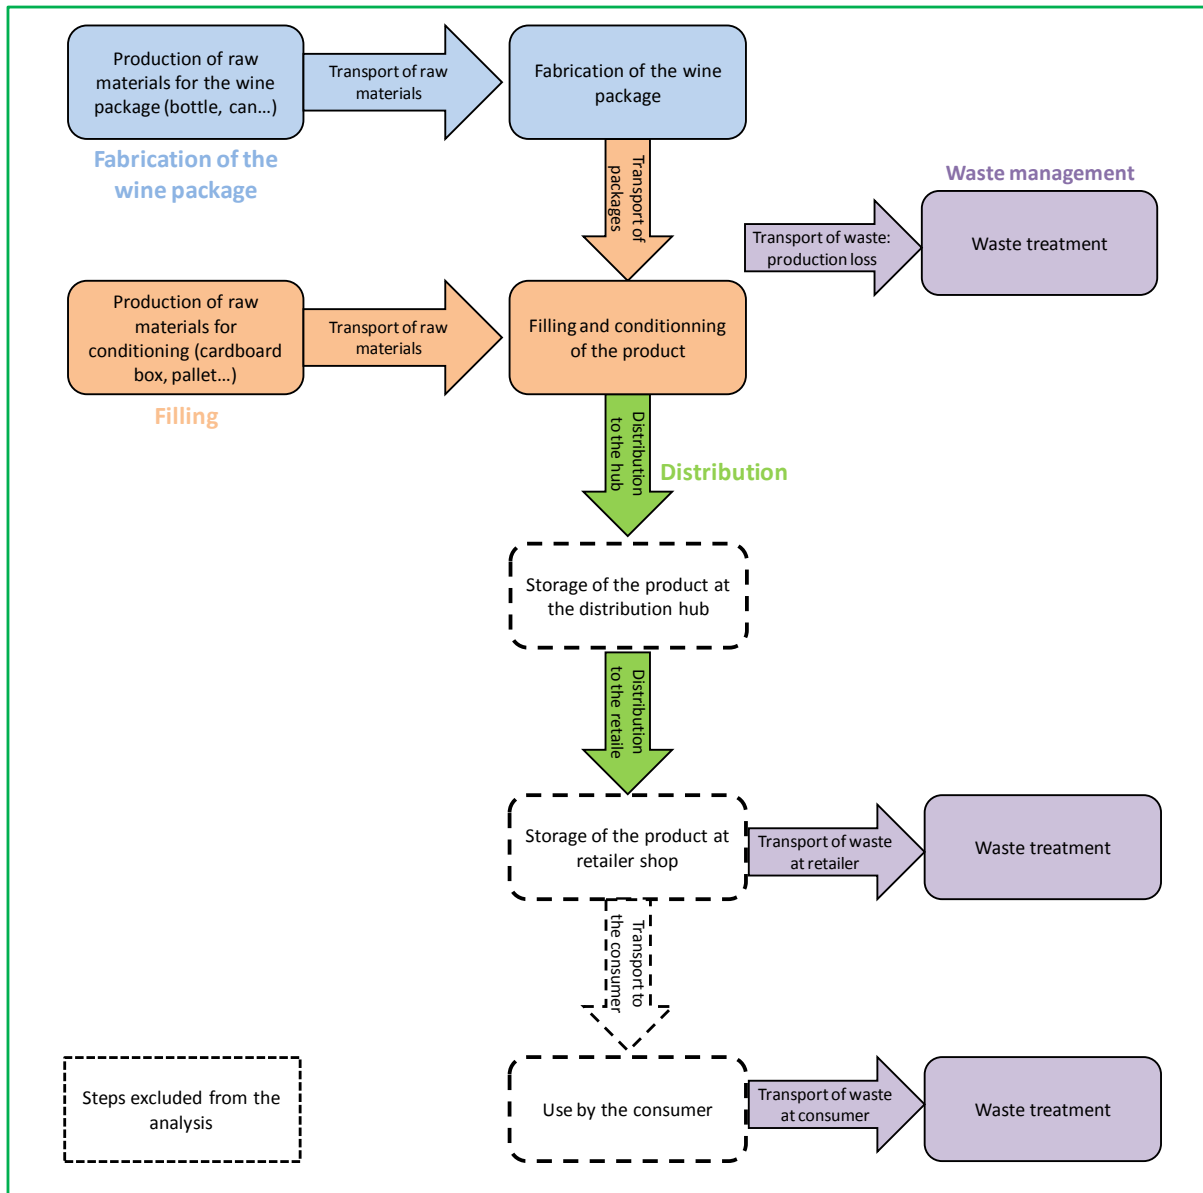 Production of raw
materials for the wine
package (bottle, can...)
Transport of raw
materials
Fabrication of the wine
package
Fabrication of the
wine package
Transport of
packages
Waste management
Transport of waste:
production loss
Waste treatment
Production of raw
materials for
conditioning (cardboard
box, pallet...)
Transport of raw
materials
Filling and conditionning
of the product
Filling
Distribution
to the hub
Distribution
Storage of the product at
the distribution hub
Distribution
to the retaile
Storage of the product at
retailer shop
Transport of waste
at retailer
Waste treatment
Transport to
the consumer
Steps excluded from the
analysis
Use by the consumer
Transport of waste
at consumer
Waste treatment